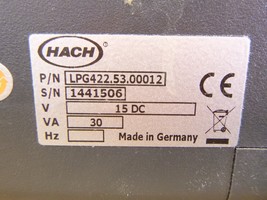 HACH
P/N LPG422.53.00012
S/N 1441506
V 15 DC
VA 30
Hz Made in Germany
CE